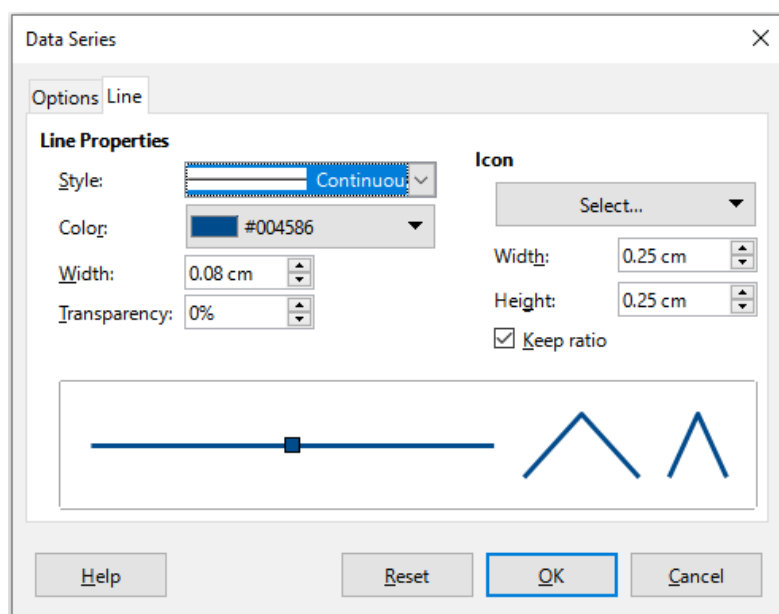 Data Series
Options Line
Line Properties
Style: Continuou
Color: #004586
Width: 0.08 cm
Transparency: 0%
Icon
Select...
Width: 0.25 cm
Height: 0.25 cm
Keep ratio
Help Reset OK Cancel